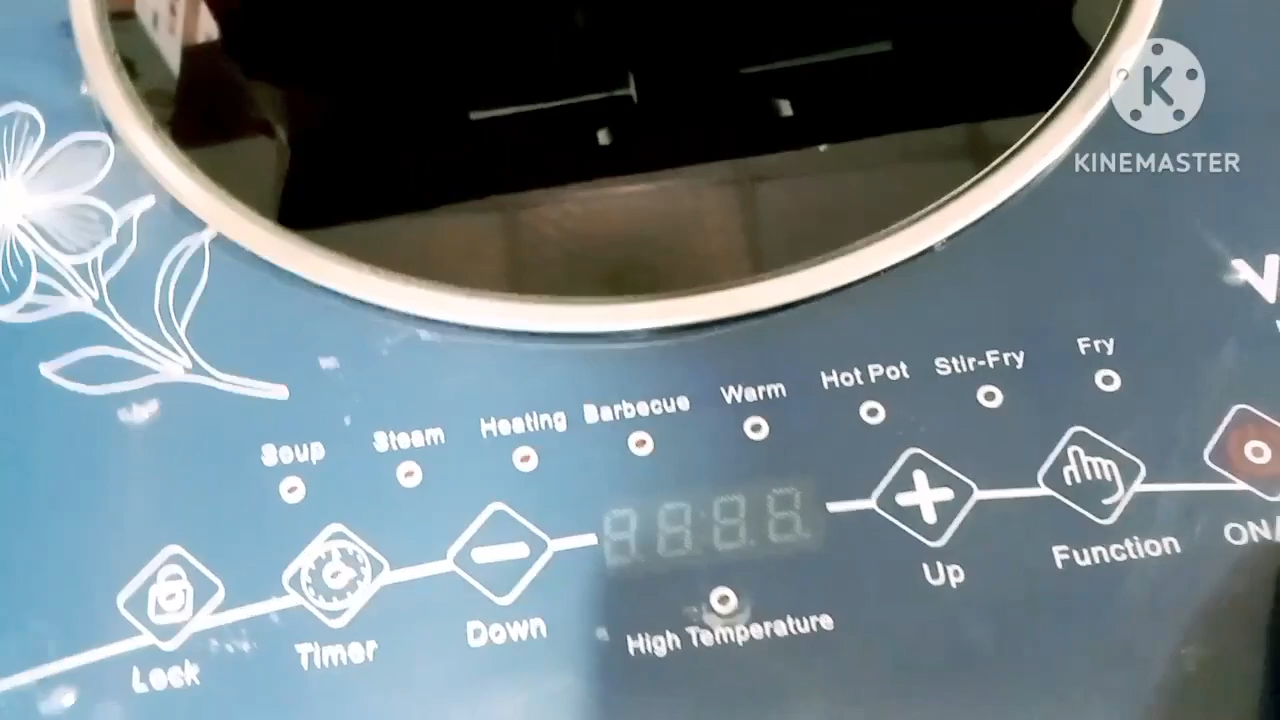 KINEMASTER
Soup Steam Heating Barbecue Warm Hot Pot Stir-Fry Fry
Lock Timer Down Up Function ON/
High Temperature